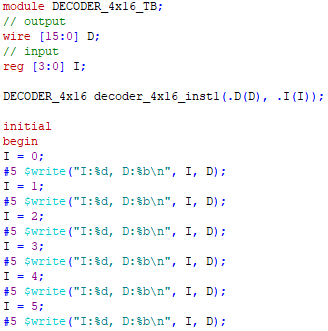 module DECODER_4x16_TB;
// output
wire [15:0] D;
// input
reg [3:0] I;
DECODER_4x16 decoder_4x16_inst1(.D(D), .I(I));
initial
begin
I = 0;
#5 $write("I:%d, D:%b\n", I, D);
I = 1;
#5 $write("I:%d, D:%b\n", I, D);
I = 2;
#5 $write("I:%d, D:%b\n", I, D);
I = 3;
#5 $write("I:%d, D:%b\n", I, D);
I = 4;
#5 $write("I:%d, D:%b\n", I, D);
I = 5;
#5 $write("I:%d, D:%b\n", I, D);